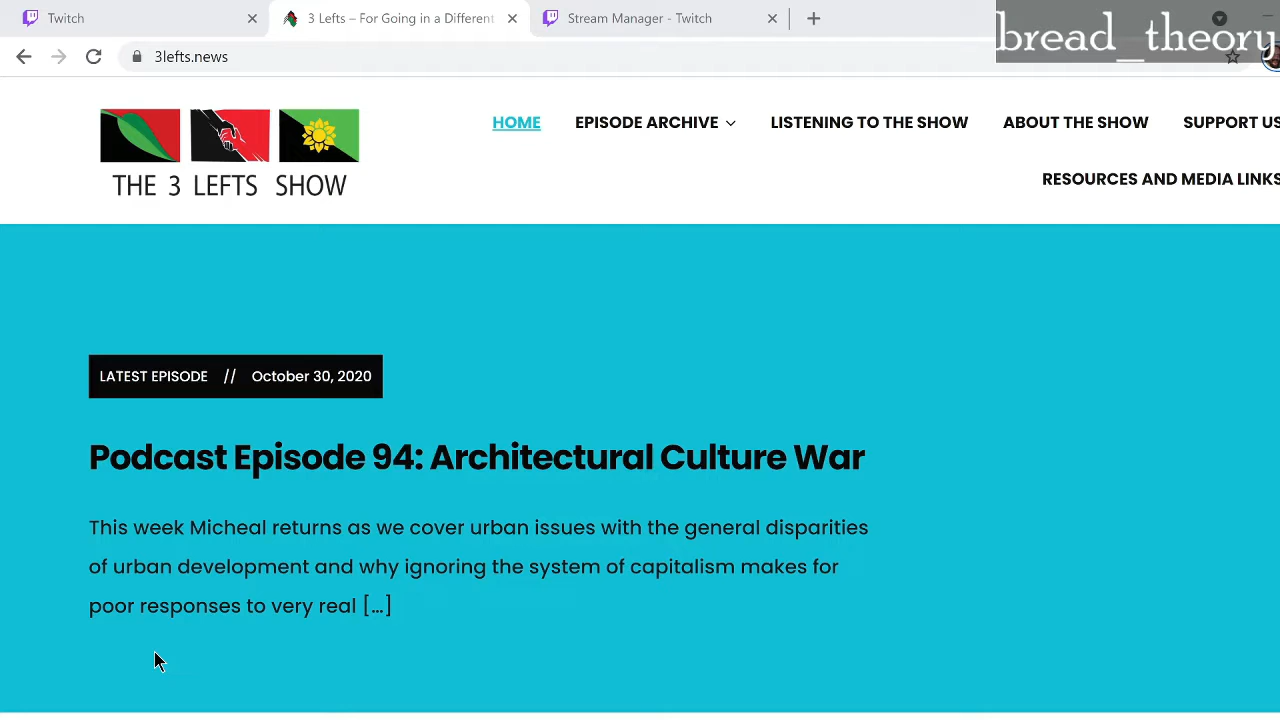 Twitch
3 Lefts – For Going in a Different
Stream Manager - Twitch
bread_theory
3lefts.news
THE 3 LEFTS SHOW
HOME
EPISODE ARCHIVE
LISTENING TO THE SHOW
ABOUT THE SHOW
SUPPORT US
RESOURCES AND MEDIA LINKS
LATEST EPISODE // October 30, 2020
Podcast Episode 94: Architectural Culture War
This week Micheal returns as we cover urban issues with the general disparities
of urban development and why ignoring the system of capitalism makes for
poor responses to very real [...]